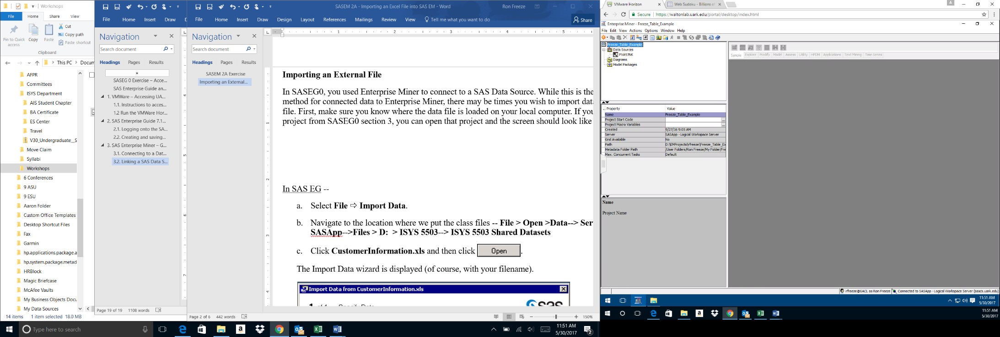 Workshops
File Home Share View
Pin to Quick access
Copy
Paste
Cut
Copy path
Paste shortcut
Clipboard
This PC > Docum
AFPR
Committees
ISYS Department
AIS Student Chapter
BA Certificate
ES Center
Travel
V30_Undergraduate__S
Move Claim
Syllabi
Workshops
6 Conferences
9 ASU
9 ESU
Aaron Folder
Custom Office Templates
Desktop Shortcut Files
Fax
Garmin
hp.applications.package.a
hp.system.package.metad
HRBlock
Magic Briefcase
McAfee Vaults
My Business Objects Docu
My Data Sources
14 items 1 item selected 18.0 MB
File Home Insert Draw
Navigation
Search document
Headings Pages Results
SASEG 0 Exercise – Acce...
SAS Enterprise Guide an...
1. VMWare – Accessing UA...
1.1. Instructions to acces...
1.2 Run the VMWare Hor...
2. SAS Enterprise Guide 7.1...
2.1. Logging onto the SA...
2.2. Creating and saving...
3. SAS Enterprise Miner – G...
3.1. Connecting to a Dat...
3.2. Linking a SAS Data S...
Page 19 of 19 1108 words
SASEM 2A - Importing an Excel File into SAS EM - Word
Ron Freeze
File Home Insert Draw Design Layout References Mailings Review View Tell me what you want to do Share
Navigation
Search document
Headings Pages Results
SASEM 2A Exercise
Importing an External...
Importing an External File
In SASEG0, you used Enterprise Miner to connect to a SAS Data Source. While this is the
method for connected data to Enterprise Miner, there may be times you wish to import dat
file. First, make sure you know where the data file is loaded on your local computer. If you
project from SASEG0 section 3, you can open that project and the screen should look like
In SAS EG --
a. Select File ⇨ Import Data.
b. Navigate to the location where we put the class files -- File > Open >Data--> Ser
SASApp-->Files > D: > ISYS 5503--> ISYS 5503 Shared Datasets
c. Click CustomerInformation.xls and then click Open .
The Import Data wizard is displayed (of course, with your filename).
Import Data from CustomerInformation.xls
Page 2 of 6 442 words
150%
Type here to search
11:51 AM
5/30/2017
2
VMware Horizon
Web Sudoku - Billions of
Secure https://waltonlab.uark.edu/portal/desktop/index.html
Enterprise Miner - Freeze_Table_Example
File Edit View Actions Options Window Help
Freeze_Table_Example
Data Sources
PVA97NK
Diagrams
Model Packages
Sample Explore Modify Model Assess Utility HPDM Applications Text Mining Time Series
.. Property Value
Name Freeze_Table_Example
Project Start Code ...
Project Macro Variables ...
Created 9/27/16 9:05 AM
Server SASApp - Logical Workspace Server
Grid Available No
Path D:\EMProjects\rfreeze\Freeze_Table_Ex
Metadata Folder Path /User Folders/Ron Freeze/My Folder/Fre
Max. Concurrent Tasks Default
Name
Project Name
rfreeze@GACL as Ron Freeze Connected to SASApp - Logical Workspace Server (sascs.uark.edu)
11:51 AM
5/30/2017
11:51 AM
5/30/2017